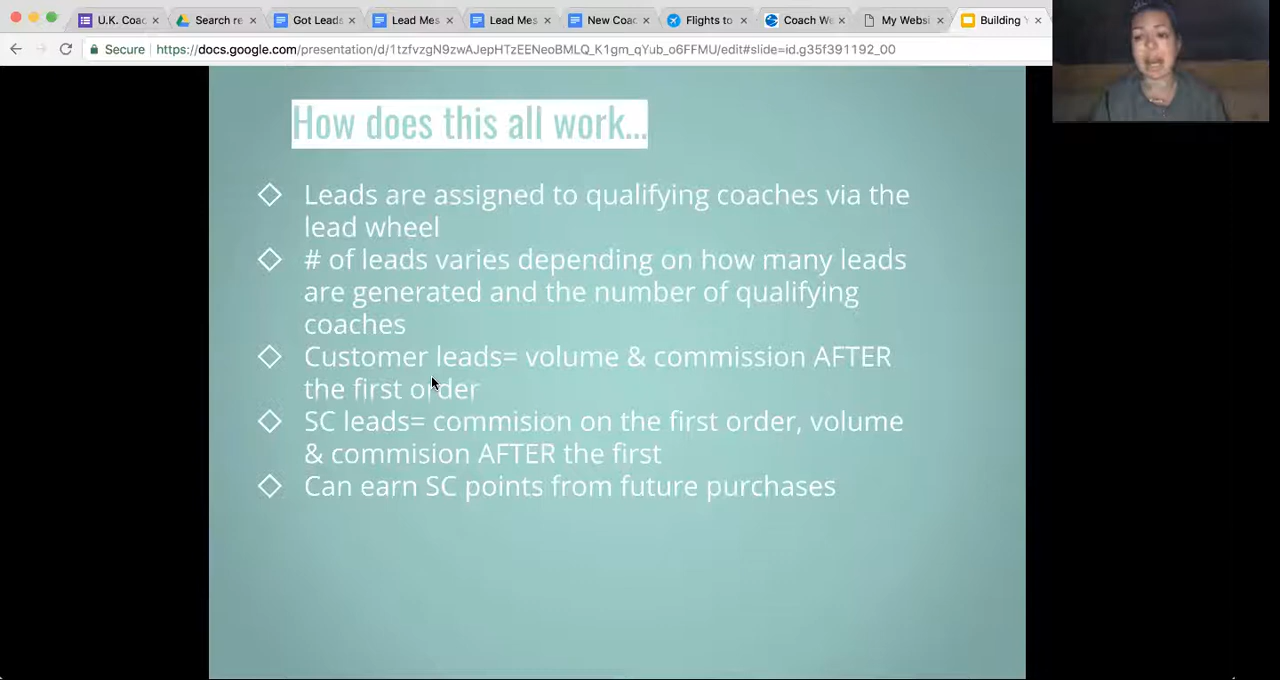 U.K. Coac
Search re
Got Leads
Lead Mes
Lead Mes
New Coac
Flights to
Coach We
My Websi
Building Y
Secure
https://docs.google.com/presentation/d/1tzfvzgN9zwAJepHTzEENeoBMLQ_K1gm_qYub_o6FFMU/edit#slide=id.g35f391192_00
How does this all work...
Leads are assigned to qualifying coaches via the
lead wheel
# of leads varies depending on how many leads
are generated and the number of qualifying
coaches
Customer leads= volume & commission AFTER
the first order
SC leads= commision on the first order, volume
& commision AFTER the first
Can earn SC points from future purchases